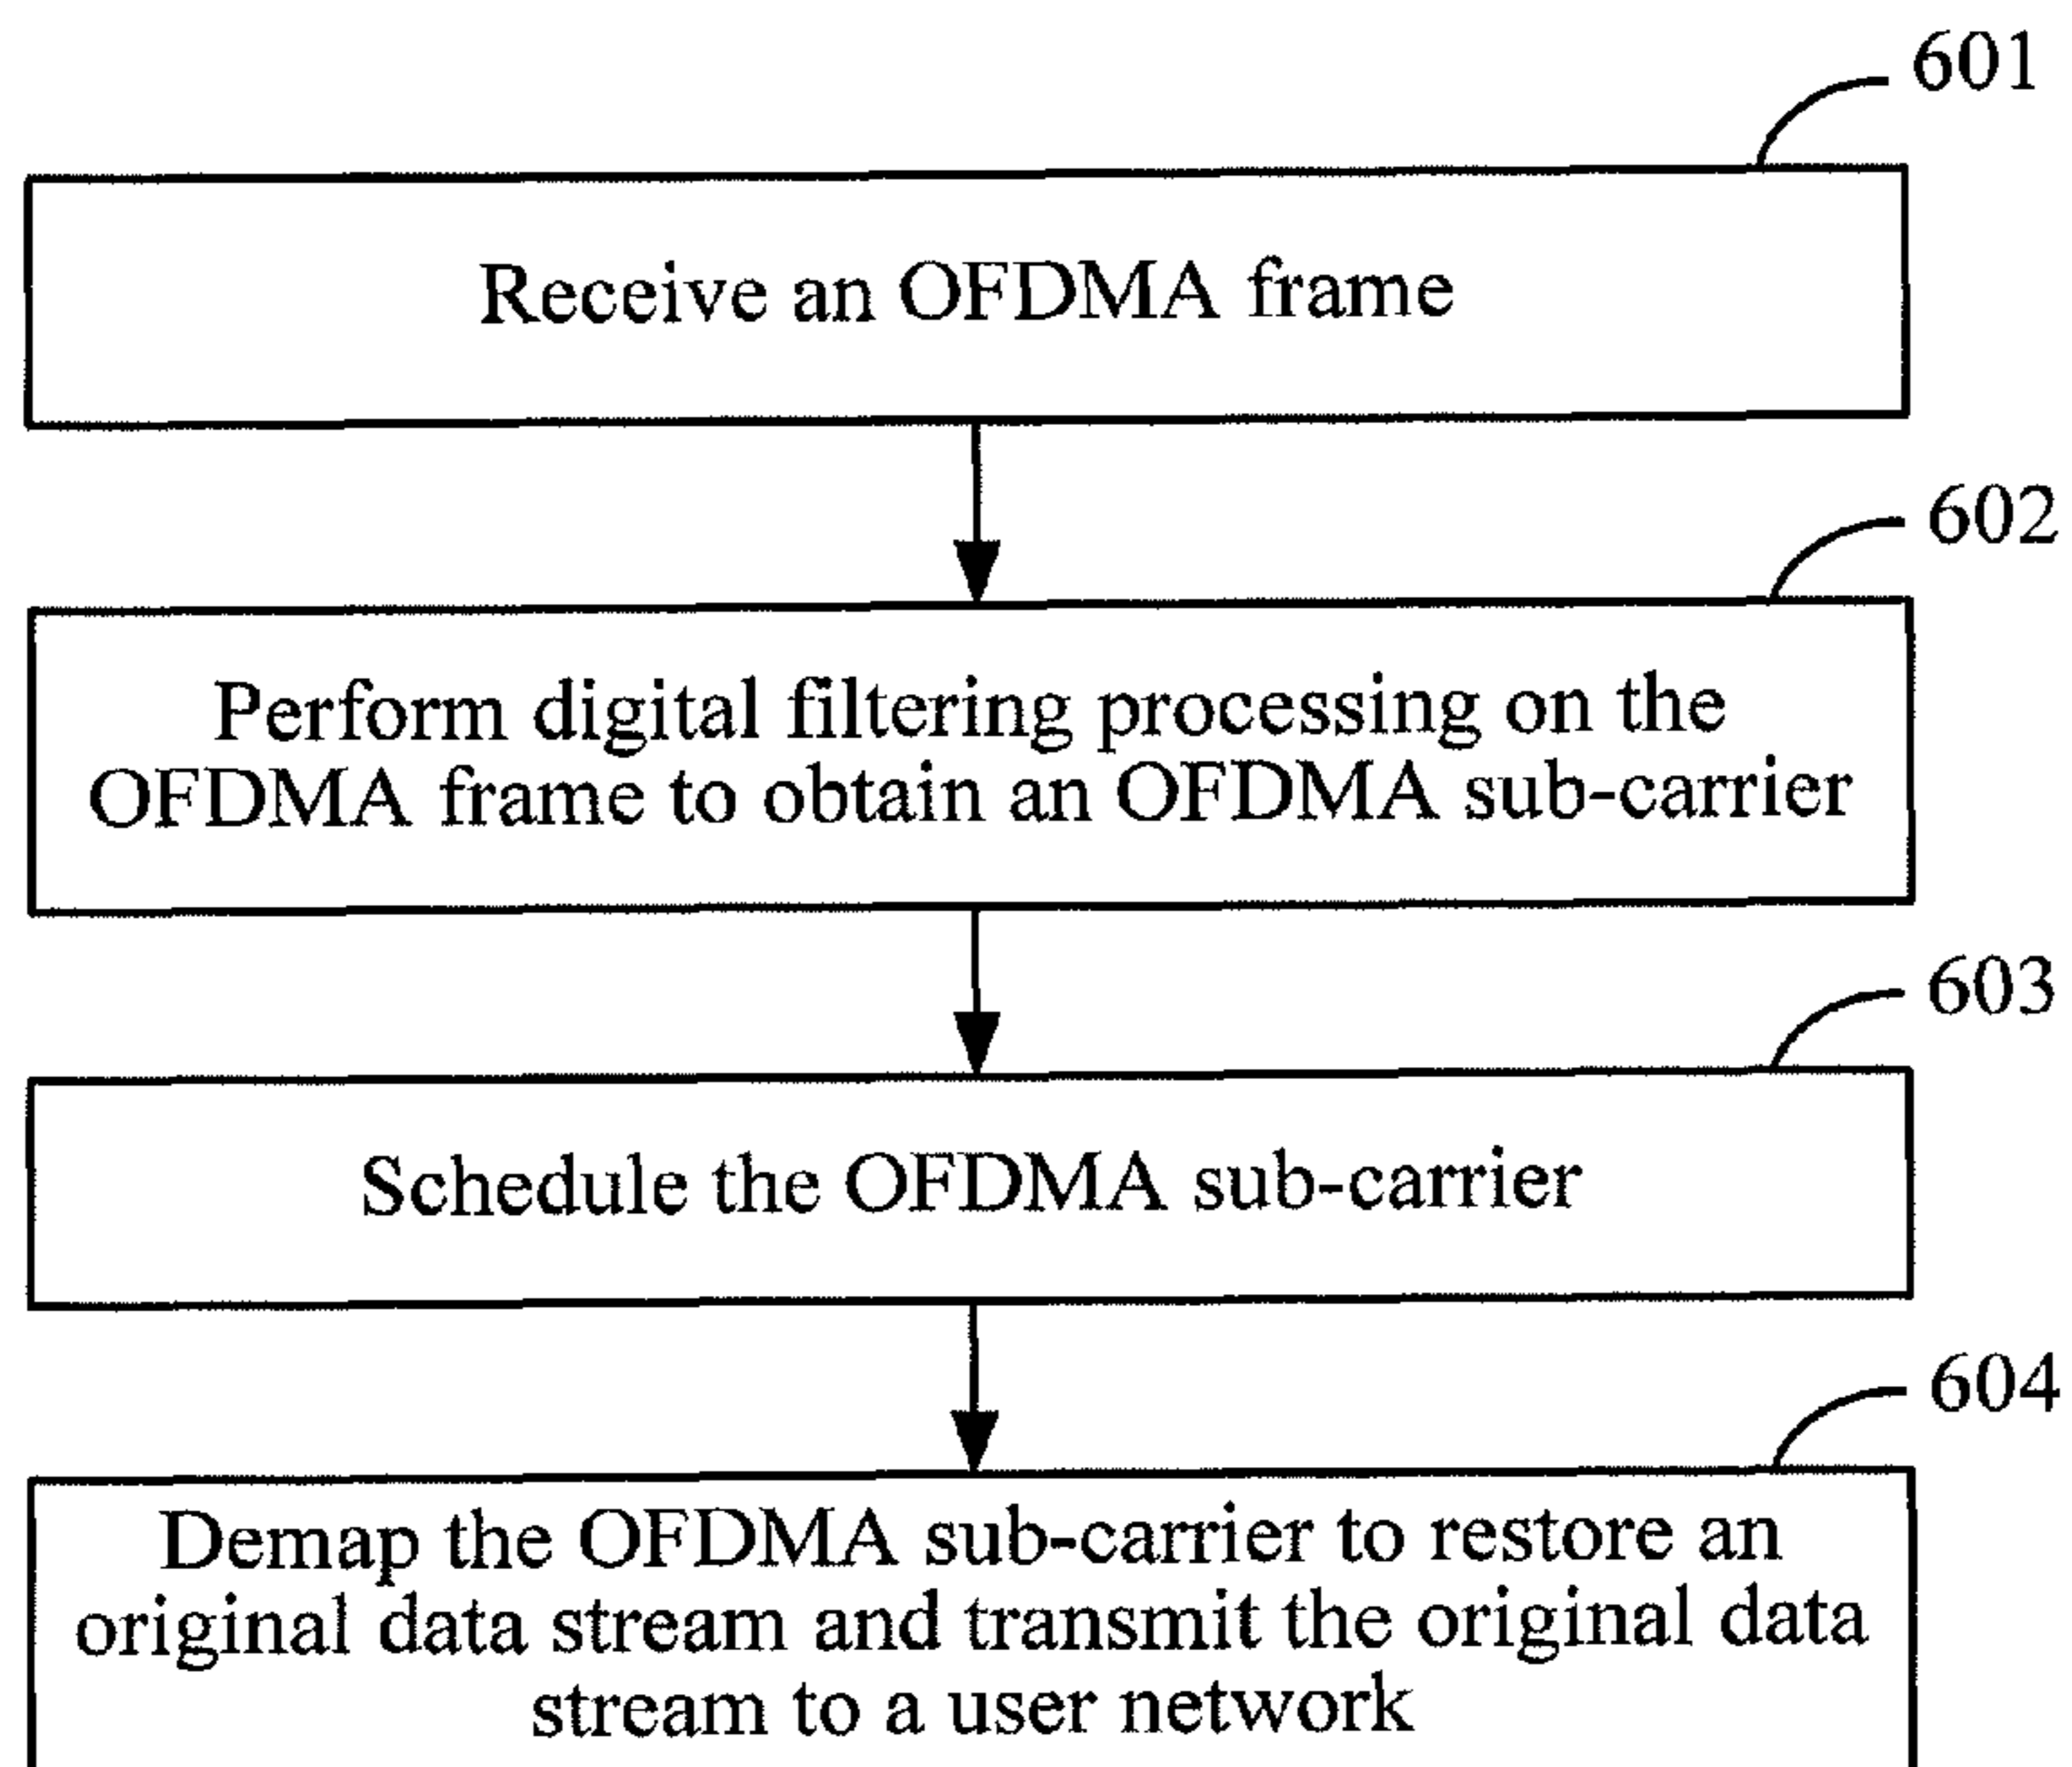 601
Receive an OFDMA frame
602
Perform digital filtering processing on the
OFDMA frame to obtain an OFDMA sub-carrier
603
Schedule the OFDMA sub-carrier
604
Demap the OFDMA sub-carrier to restore an
original data stream and transmit the original data
stream to a user network